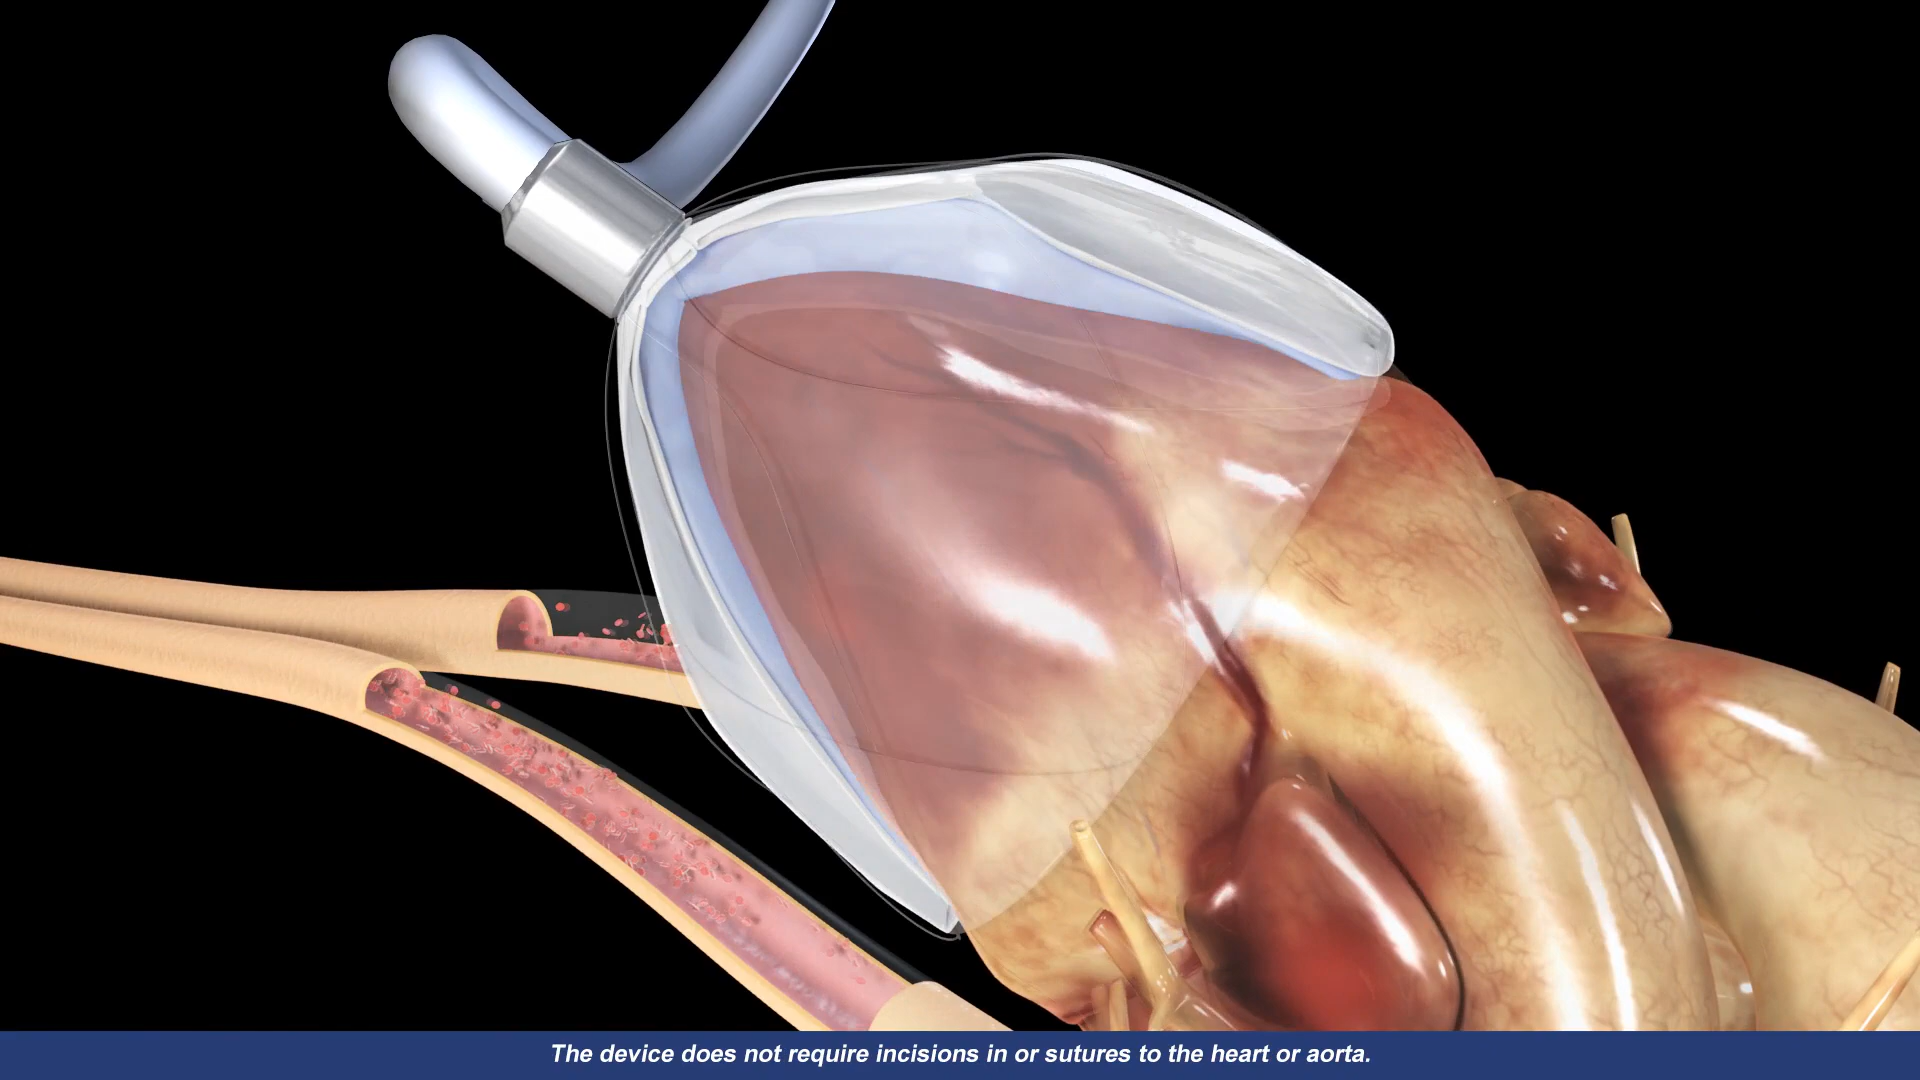 The device does not require incisions in or sutures to the heart or aorta.